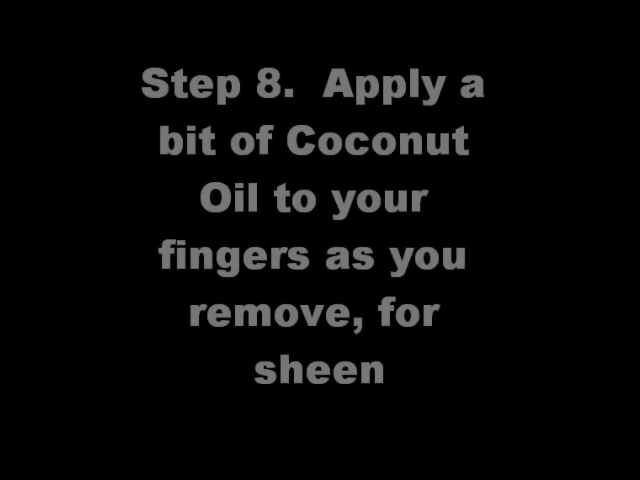 Step 8.  Apply a
bit of Coconut
Oil to your
fingers as you
remove, for
sheen